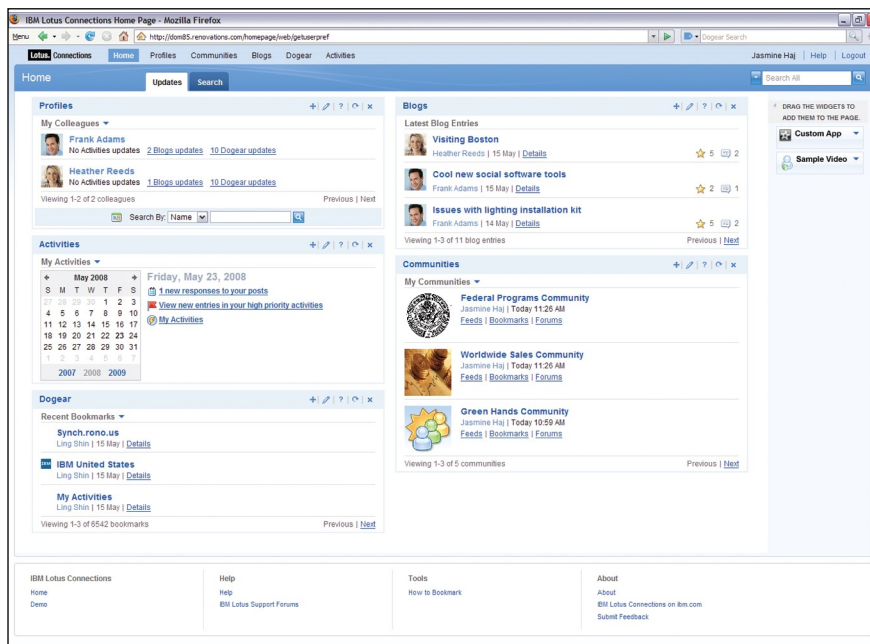 IBM Lotus Connections Home Page - Mozilla Firefox
Menu http://dom85.renovations.com/homepage/web/getuserpref Dogear Search
Lotus. Connections Home Profiles Communities Blogs Dogear Activities Jasmine Haj | Help | Logout
Home Updates Search Search All
Profiles
My Colleagues
Frank Adams
No Activities updates 2 Blogs updates 10 Dogear updates
Heather Reeds
No Activities updates 1 Blogs updates 10 Dogear updates
Viewing 1-2 of 2 colleagues Previous | Next
Search By: Name
Activities
My Activities
May 2008
S M T W T F S
27 28 29 30 1 2 3
4 5 6 7 8 9 10
11 12 13 14 15 16 17
18 19 20 21 22 23 24
25 26 27 28 29 30 31
1 2 3 4 5 6 7
2007 2008 2009
Friday, May 23, 2008
1 new responses to your posts
View new entries in your high priority activities
My Activities
Dogear
Recent Bookmarks
Synch.rono.us
Ling Shin | 15 May | Details
IBM United States
Ling Shin | 15 May | Details
My Activities
Ling Shin | 15 May | Details
Viewing 1-3 of 6542 bookmarks Previous | Next
Blogs
Latest Blog Entries
Visiting Boston
Heather Reeds | 15 May | Details 5 2
Cool new social software tools
Frank Adams | 15 May | Details 2 1
Issues with lighting installation kit
Frank Adams | 14 May | Details 5 2
Viewing 1-3 of 11 blog entries Previous | Next
Communities
My Communities
Federal Programs Community
Jasmine Haj | Today 11:26 AM
Feeds | Bookmarks | Forums
Worldwide Sales Community
Jasmine Haj | Today 11:26 AM
Feeds | Bookmarks | Forums
Green Hands Community
Jasmine Haj | Today 10:59 AM
Feeds | Bookmarks | Forums
Viewing 1-3 of 5 communities Previous | Next
DRAG THE WIDGETS TO
ADD THEM TO THE PAGE.
Custom App
Sample Video
IBM Lotus Connections
Home
Demo
Help
Help
IBM Lotus Support Forums
Tools
How to Bookmark
About
About
IBM Lotus Connections on ibm.com
Submit Feedback